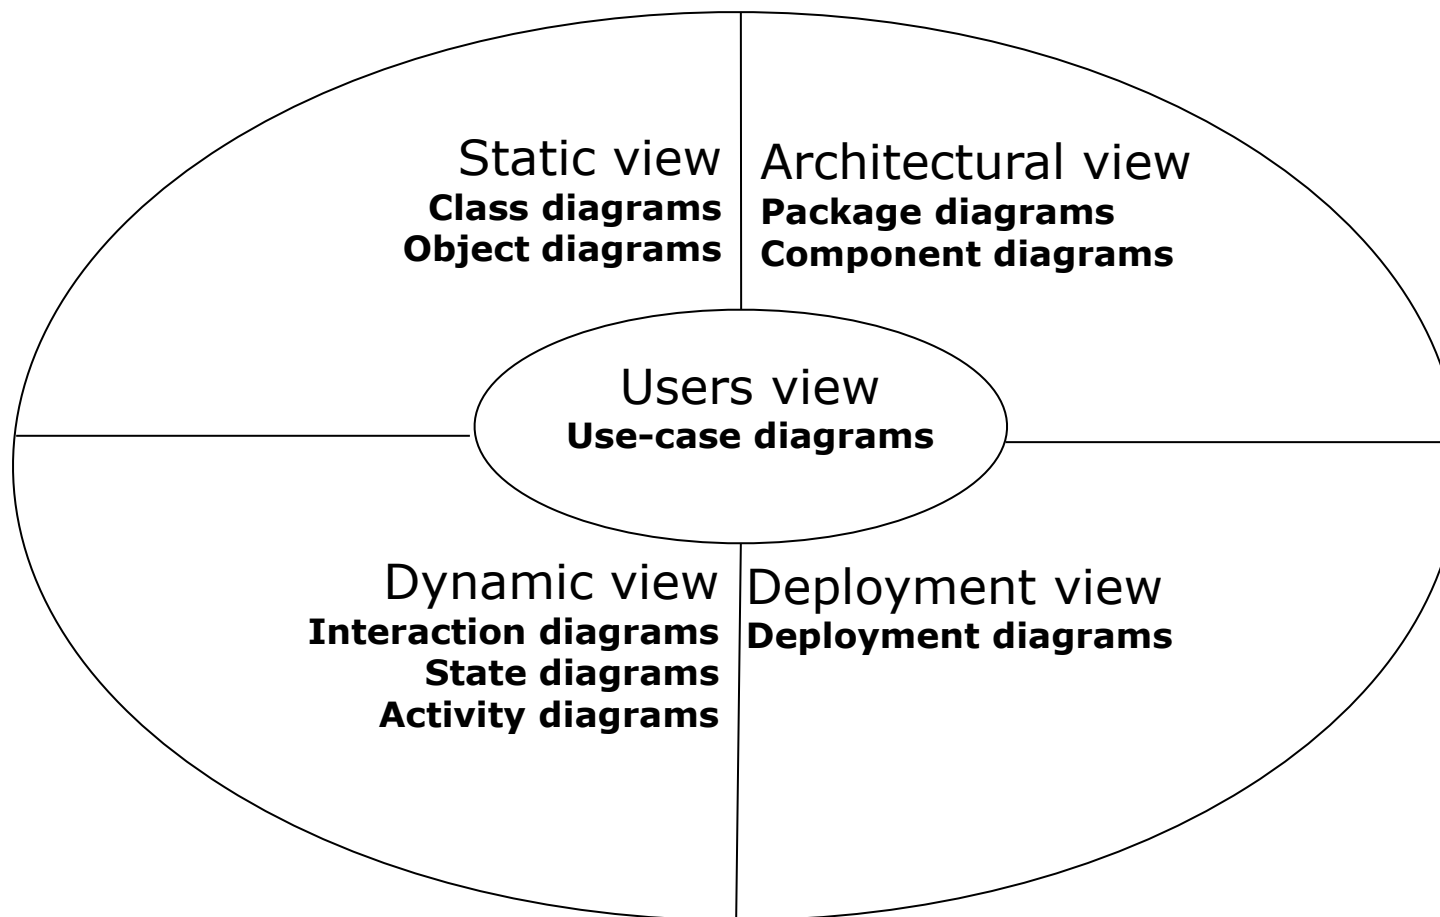 Static view
Class diagrams
Object diagrams
Architectural view
Package diagrams
Component diagrams
Users view
Use-case diagrams
Dynamic view
Interaction diagrams
State diagrams
Activity diagrams
Deployment view
Deployment diagrams